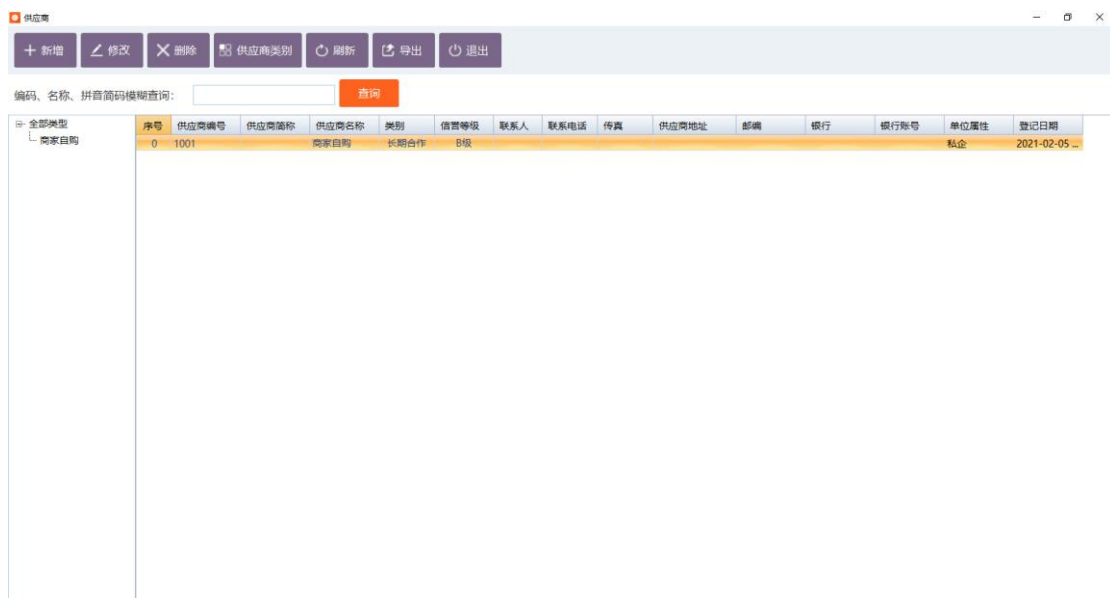 供应商
新增 修改 删除 供应商类别 刷新 导出 退出
编码、名称、拼音简码模糊查询: 查询
全部类型
商家自购
序号 供应商编号 供应商简称 供应商名称 类别 信誉等级 联系人 联系电话 传真 供应商地址 邮编 银行 银行账号 单位属性 登记日期
0 1001 商家自购 长期合作 B级 私企 2021-02-05 ...